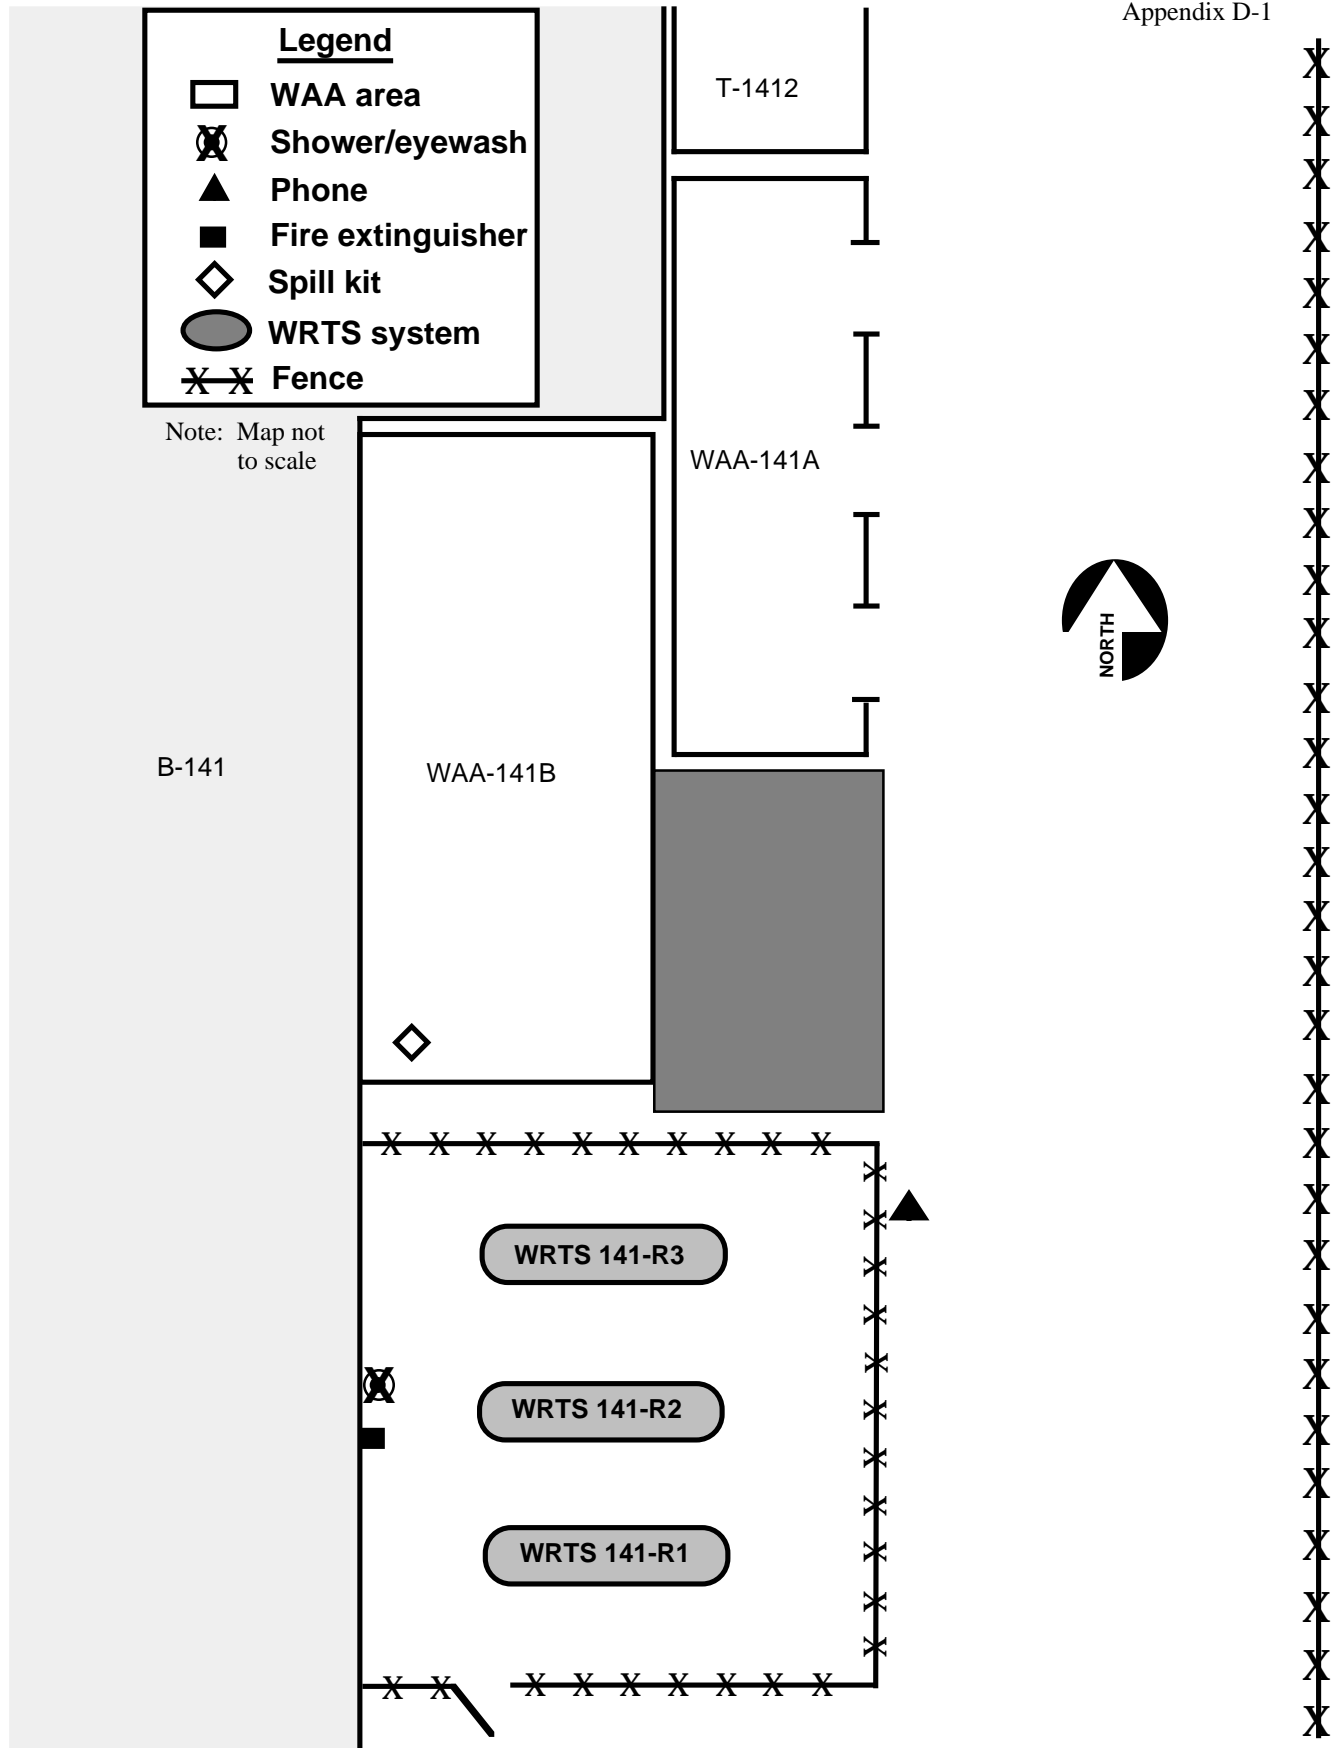 Appendix D-1
Legend
WAA area
Shower/eyewash
Phone
Fire extinguisher
Spill kit
WRTS system
X X Fence
Note: Map not
to scale
T-1412
WAA-141A
NORTH
B-141
WAA-141B
WRTS 141-R3
WRTS 141-R2
WRTS 141-R1